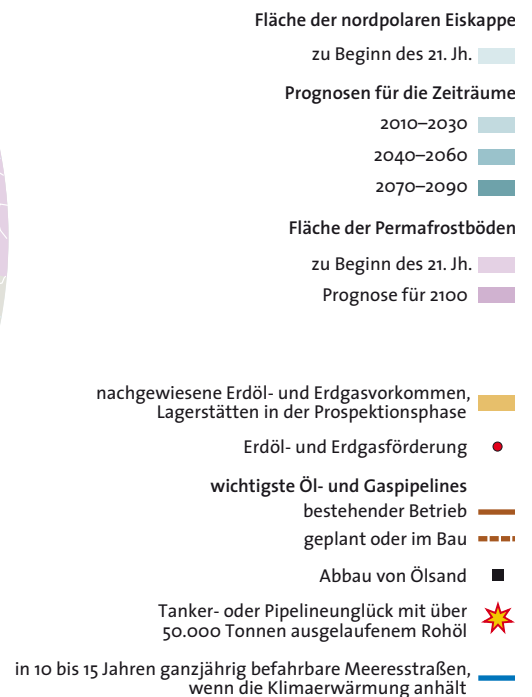 Fläche der nordpolaren Eiskappe
zu Beginn des 21. Jh.
Prognosen für die Zeiträume
2010–2030
2040–2060
2070–2090
Fläche der Permafrostböden
zu Beginn des 21. Jh.
Prognose für 2100
nachgewiesene Erdöl- und Erdgasvorkommen,
Lagerstätten in der Prospektionsphase
Erdöl- und Erdgasförderung
wichtigste Öl- und Gaspipelines
bestehender Betrieb
geplant oder im Bau
Abbau von Ölsand
Tanker- oder Pipelineunglück mit über
50.000 Tonnen ausgelaufenem Rohöl
in 10 bis 15 Jahren ganzjährig befahrbare Meeresstraßen,
wenn die Klimaerwärmung anhält